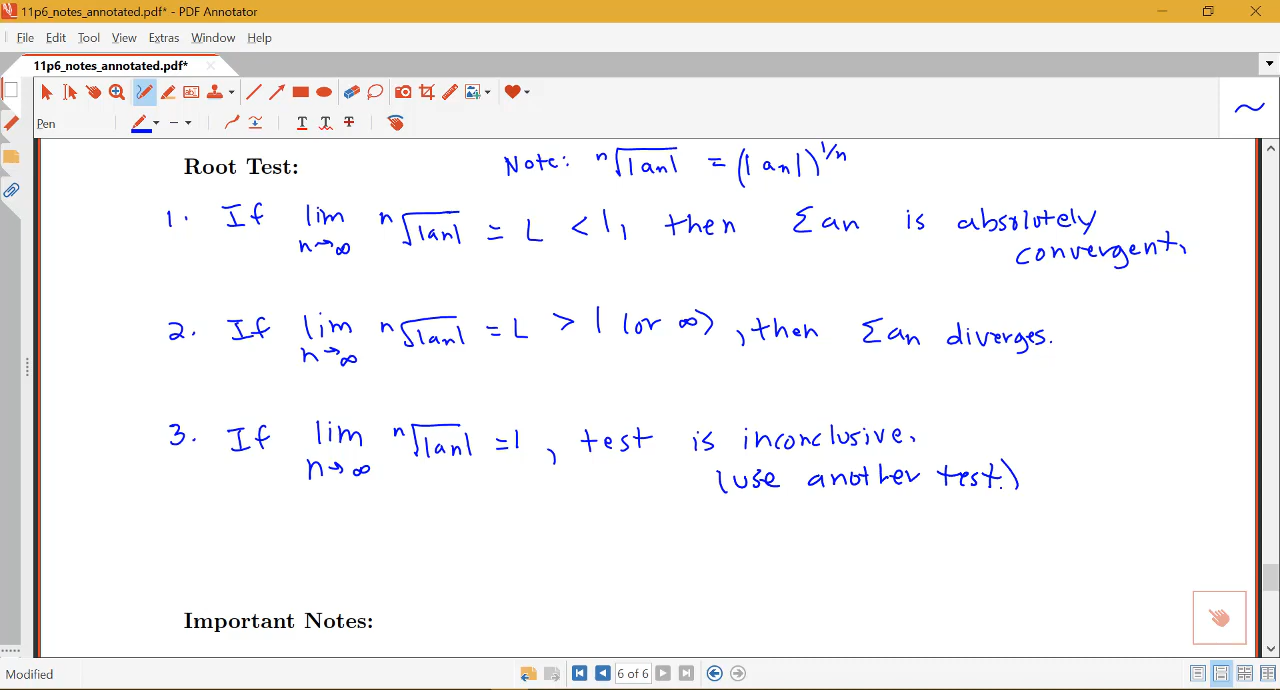 11p6_notes_annotated.pdf* - PDF Annotator
File Edit Tool View Extras Window Help
11p6_notes_annotated.pdf*
Pen
Root Test: Note: ⁿ√|an| = (|an|)^1/n
1. If lim n→∞ ⁿ√|an| = L < 1, then Σan is absolutely
convergent.
2. If lim n→∞ ⁿ√|an| = L > 1 (or ∞), then Σan diverges.
3. If lim n→∞ ⁿ√|an| = 1, test is inconclusive.
(use another test.)
Important Notes:
Modified 6 of 6